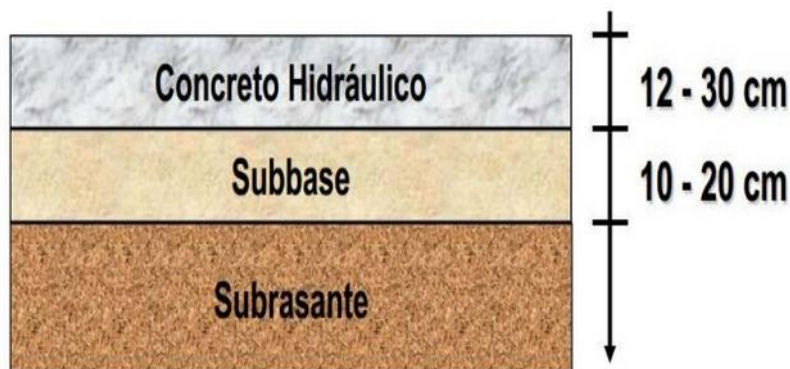 Concreto Hidráulico
12 - 30 cm
Subbase
10 - 20 cm
Subrasante